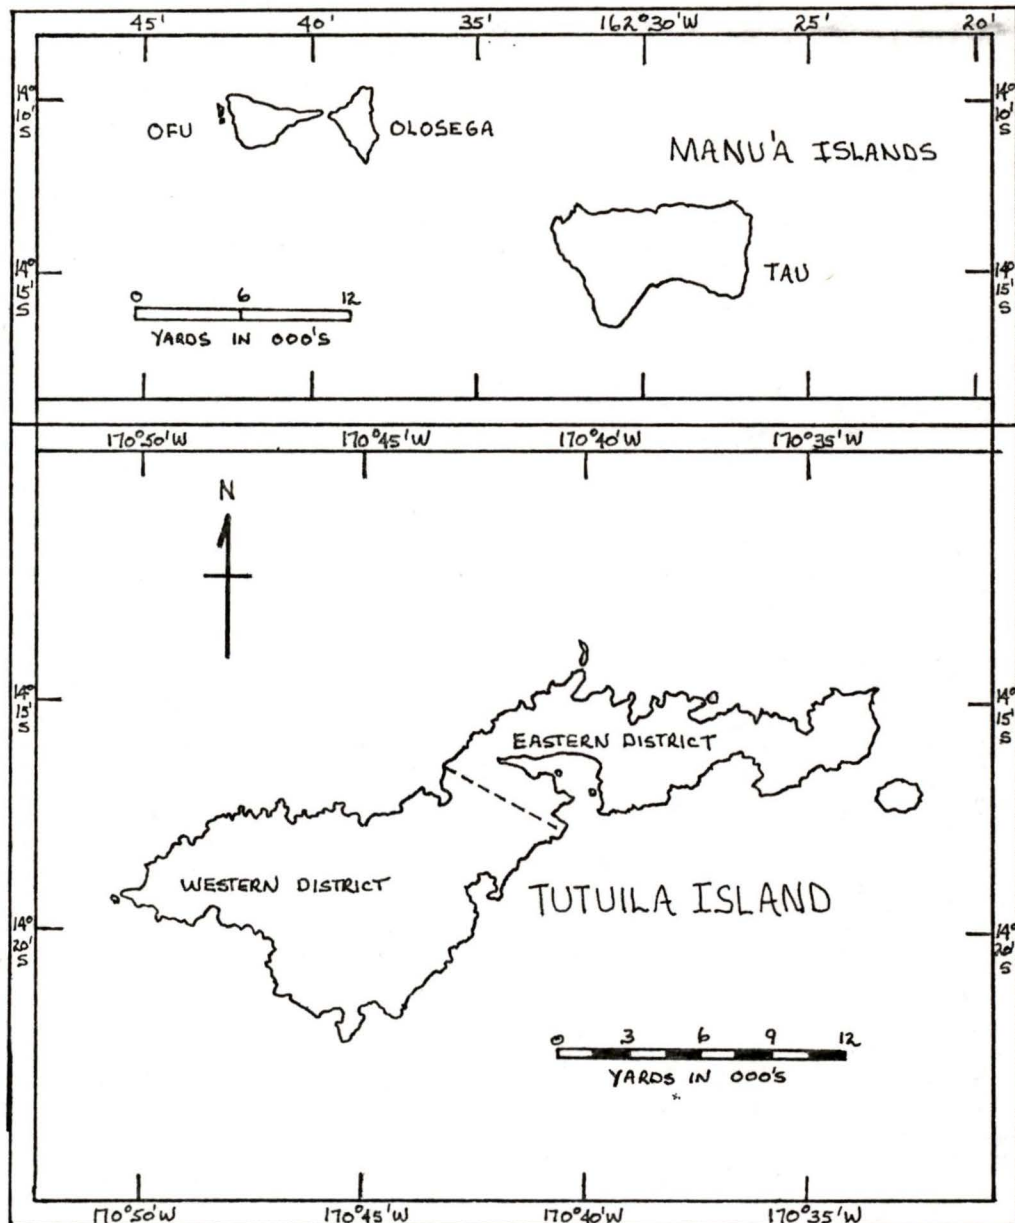 45' 40' 35' 162°30'W 25' 20'
14° 14°
10' 10'
S S
OFU OLOSEGA
MANU'A ISLANDS
14° 14°
15' 15'
S S
TAU
0 6 12
YARDS IN 000'S
170°50'W 170°45'W 170°40'W 170°35'W
N
14° 14°
15' 15'
S S
EASTERN DISTRICT
WESTERN DISTRICT
TUTUILA ISLAND
14° 14°
20' 20'
S S
0 3 6 9 12
YARDS IN 000'S
170°50'W 170°45'W 170°40'W 170°35'W